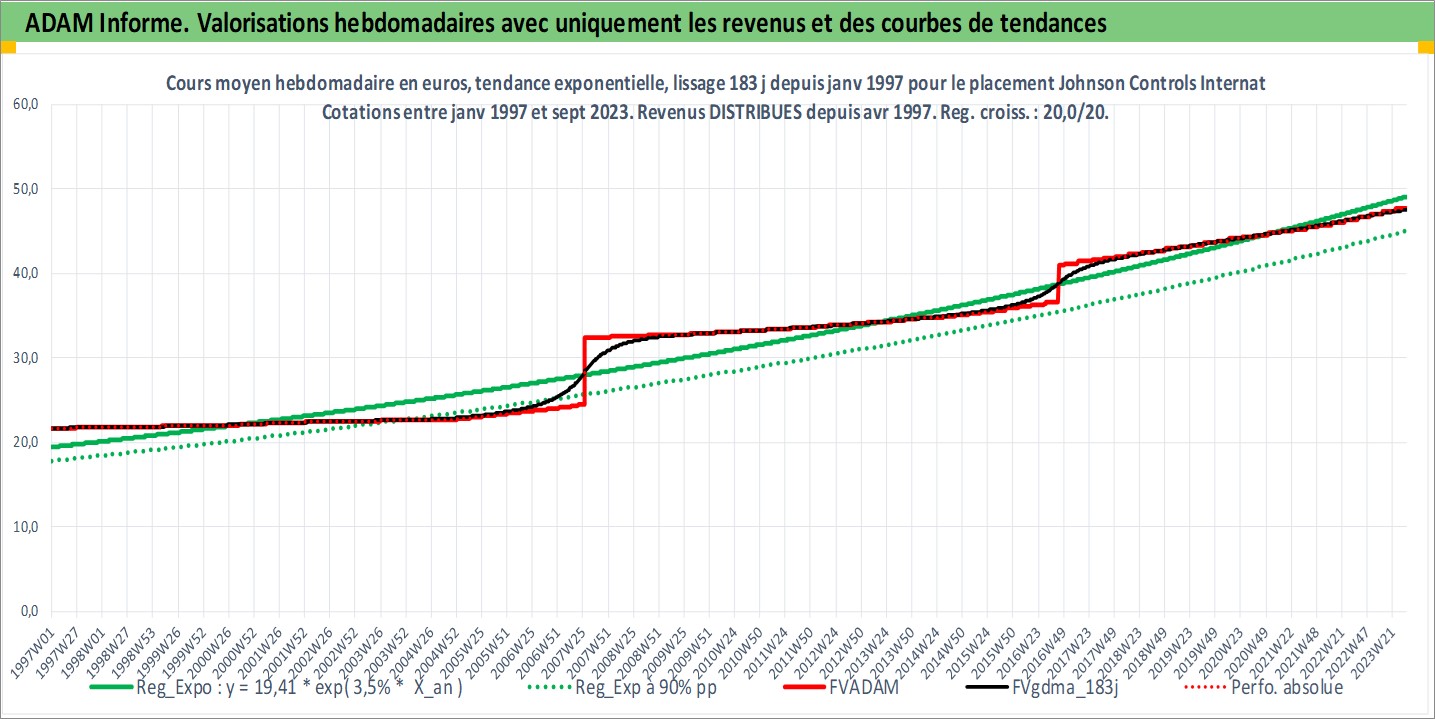 ADAM Informe. Valorisations hebdomadaires avec uniquement les revenus et des courbes de tendances
Cours moyen hebdomadaire en euros, tendance exponentielle, lissage 183 j depuis janv 1997 pour le placement Johnson Controls Internat
Cotations entre janv 1997 et sept 2023. Revenus DISTRIBUES depuis avr 1997. Reg. croiss. : 20,0/20.
60,0
50,0
40,0
30,0
20,0
10,0
0,0
1997W01 1997W27 1998W01 1998W27 1998W53 1999W26 1999W52 2000W26 2000W52 2001W26 2001W52 2002W26 2002W52 2003W26 2003W52 2004W26 2004W52 2005W25 2005W51 2006W25 2006W51 2007W25 2007W51 2008W25 2008W51 2009W25 2009W51 2010W24 2010W50 2011W24 2011W50 2012W24 2012W50 2013W24 2013W50 2014W24 2014W50 2015W24 2015W50 2016W23 2016W49 2017W23 2017W49 2018W23 2018W49 2019W23 2019W49 2020W23 2020W49 2021W22 2021W48 2022W21 2022W47 2023W21
Reg_Expo : y = 19,41 * exp( 3,5% * X_an ) Reg_Exp à 90% pp FVADAM FVgdma_183j Perfo. absolue